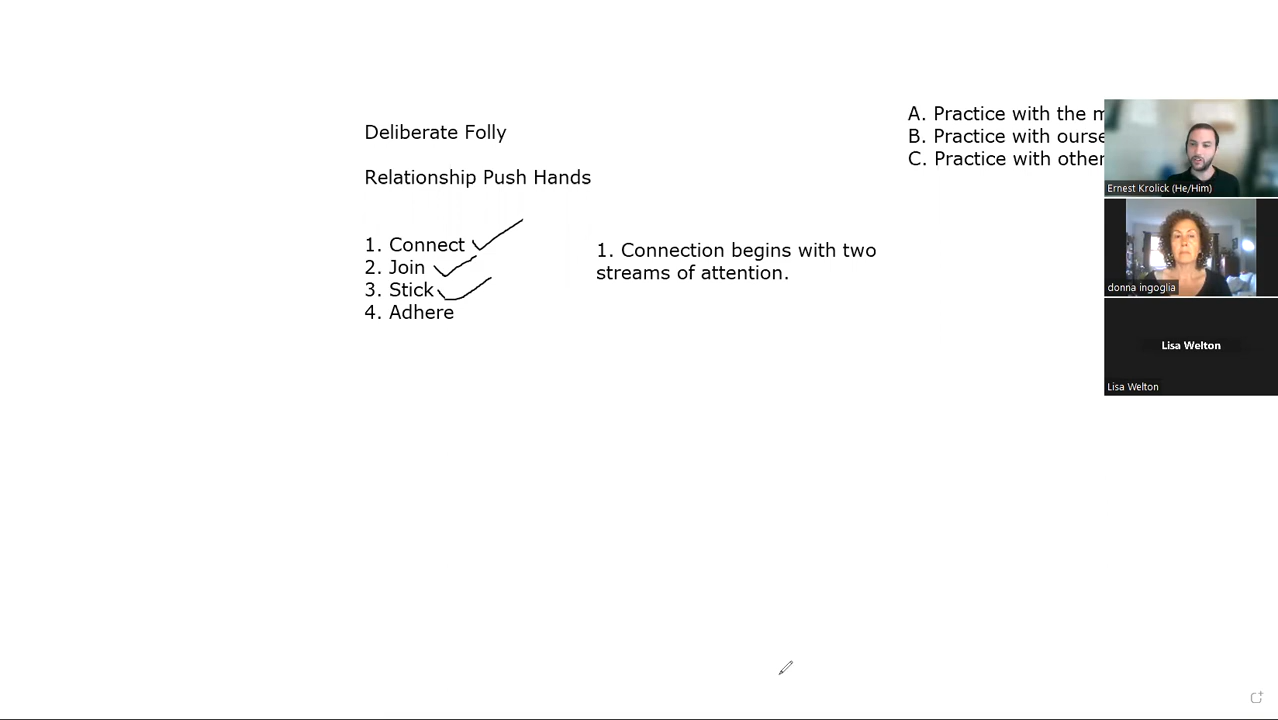 Deliberate Folly
Relationship Push Hands
1. Connect
2. Join
3. Stick
4. Adhere
1. Connection begins with two
streams of attention.
A. Practice with the
B. Practice with
C. Practice with
Ernest Krolick (He/Him)
donna ingoglia
Lisa Welton
Lisa Welton